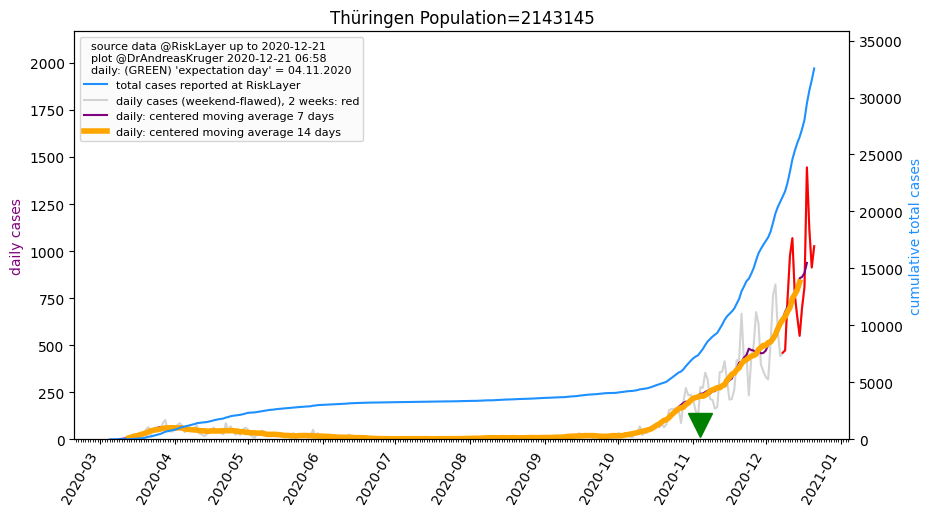 Thüringen Population=2143145
source data @RiskLayer up to 2020-12-21
plot @DrAndreasKruger 2020-12-21 06:58
daily: (GREEN) 'expectation day' = 04.11.2020
total cases reported at RiskLayer
daily cases (weekend-flawed), 2 weeks: red
daily: centered moving average 7 days
daily: centered moving average 14 days
daily cases
2000
1750
1500
1250
1000
750
500
250
0
35000
30000
25000
20000
15000
10000
5000
0
cumulative total cases
2020-03
2020-04
2020-05
2020-06
2020-07
2020-08
2020-09
2020-10
2020-11
2020-12
2021-01